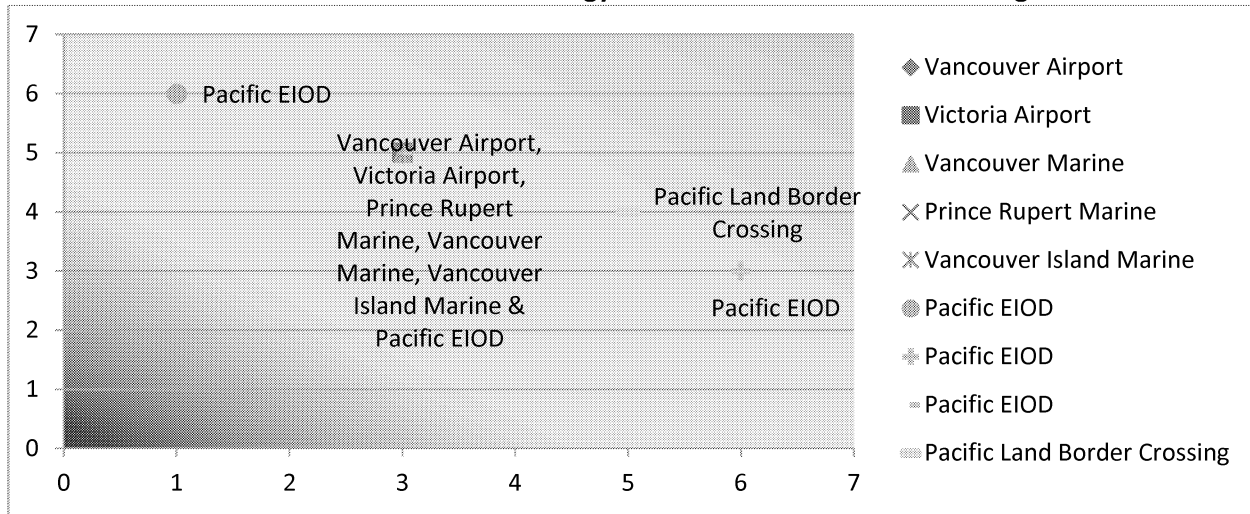 7
6
5
4
3
2
1
0
0 1 2 3 4 5 6 7
Pacific EIOD
Vancouver Airport,
Victoria Airport,
Prince Rupert
Marine, Vancouver
Marine, Vancouver
Island Marine &
Pacific EIOD
Pacific Land Border
Crossing
Pacific EIOD
Vancouver Airport
Victoria Airport
Vancouver Marine
Prince Rupert Marine
Vancouver Island Marine
Pacific EIOD
Pacific EIOD
Pacific EIOD
Pacific Land Border Crossing